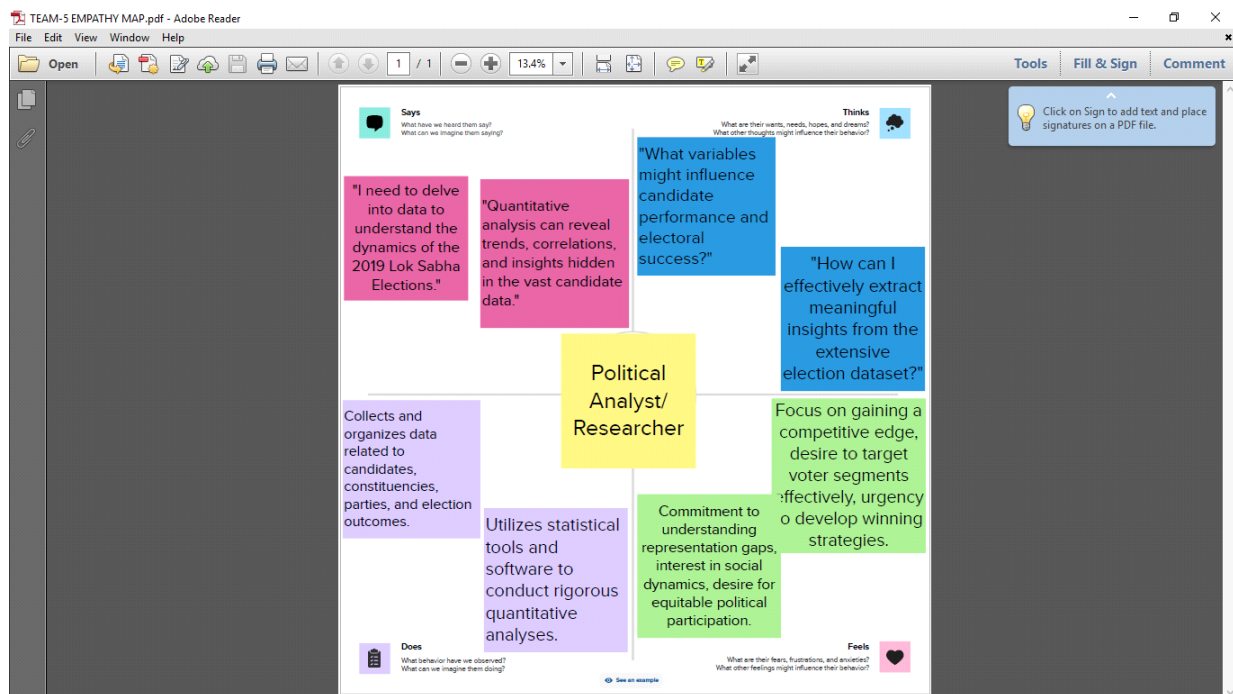 TEAM-5 EMPATHY MAP.pdf - Adobe Reader
File Edit View Window Help
Open
1 / 1
13.4%
Tools
Fill & Sign
Comment
Click on Sign to add text and place
signatures on a PDF file.
Says
What have we heard them say?
What can we imagine them saying?
Thinks
What are their wants, needs, hopes, and dreams?
What other thoughts might influence their behavior?
"I need to delve
into data to
understand the
dynamics of the
2019 Lok Sabha
Elections."
"Quantitative
analysis can reveal
trends, correlations,
and insights hidden
in the vast candidate
data."
"What variables
might influence
candidate
performance and
electoral
success?"
"How can I
effectively extract
meaningful
insights from the
extensive
election dataset?"
Political
Analyst/
Researcher
Collects and
organizes data
related to
candidates,
constituencies,
parties, and election
outcomes.
Utilizes statistical
tools and
software to
conduct rigorous
quantitative
analyses.
Commitment to
understanding
representation gaps,
interest in social
dynamics, desire for
equitable political
participation.
Focus on gaining a
competitive edge,
desire to target
voter segments
effectively, urgency
to develop winning
strategies.
Does
What behavior have we observed?
What can we imagine them doing?
Feels
What are their fears, frustrations, and anxieties?
What other feelings might influence their behavior?
See an example